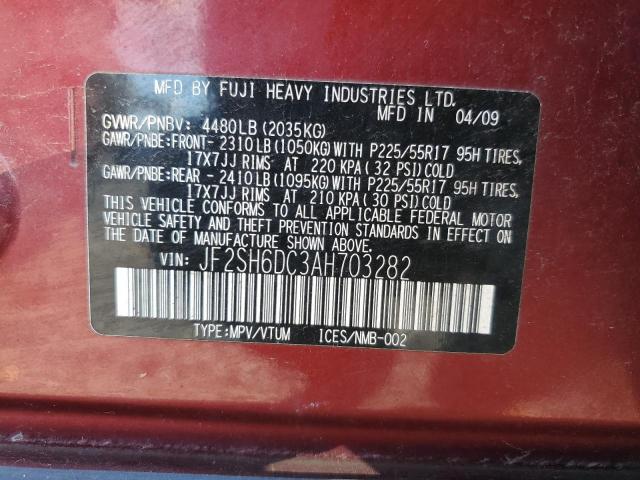 MFD BY FUJI HEAVY INDUSTRIES LTD.
MFD IN 04/09
GVWR/PNBV: 4480LB (2035KG)
GAWR/PNBE:FRONT- 2310LB (1050KG) WITH P225/55R17 95H TIRES,
17X7JJ RIMS AT 220 KPA ( 32 PSI) COLD
GAWR/PNBE:REAR - 2410LB (1095KG) WITH P225/55R17 95H TIRES,
17X7JJ RIMS AT 210 KPA ( 30 PSI) COLD
THIS VEHICLE CONFORMS TO ALL APPLICABLE FEDERAL MOTOR
VEHICLE SAFETY AND THEFT PREVENTION STANDARDS IN EFFECT
ON THE DATE OF MANUFACTURE SHOWN ABOVE.
VIN: JF2SH6DC3AH703282
TYPE:MPV/VTUM ICES/NMB-002